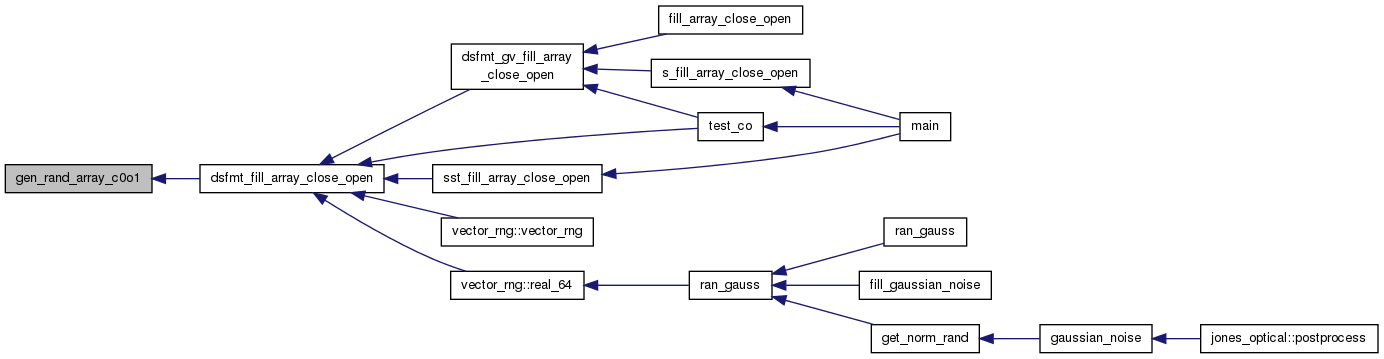 fill_array_close_open
dsfmt_gv_fill_array
_close_open
s_fill_array_close_open
test_co
main
gen_rand_array_c0o1
dsfmt_fill_array_close_open
sst_fill_array_close_open
vector_rng::vector_rng
ran_gauss
vector_rng::real_64
ran_gauss
fill_gaussian_noise
get_norm_rand
gaussian_noise
jones_optical::postprocess